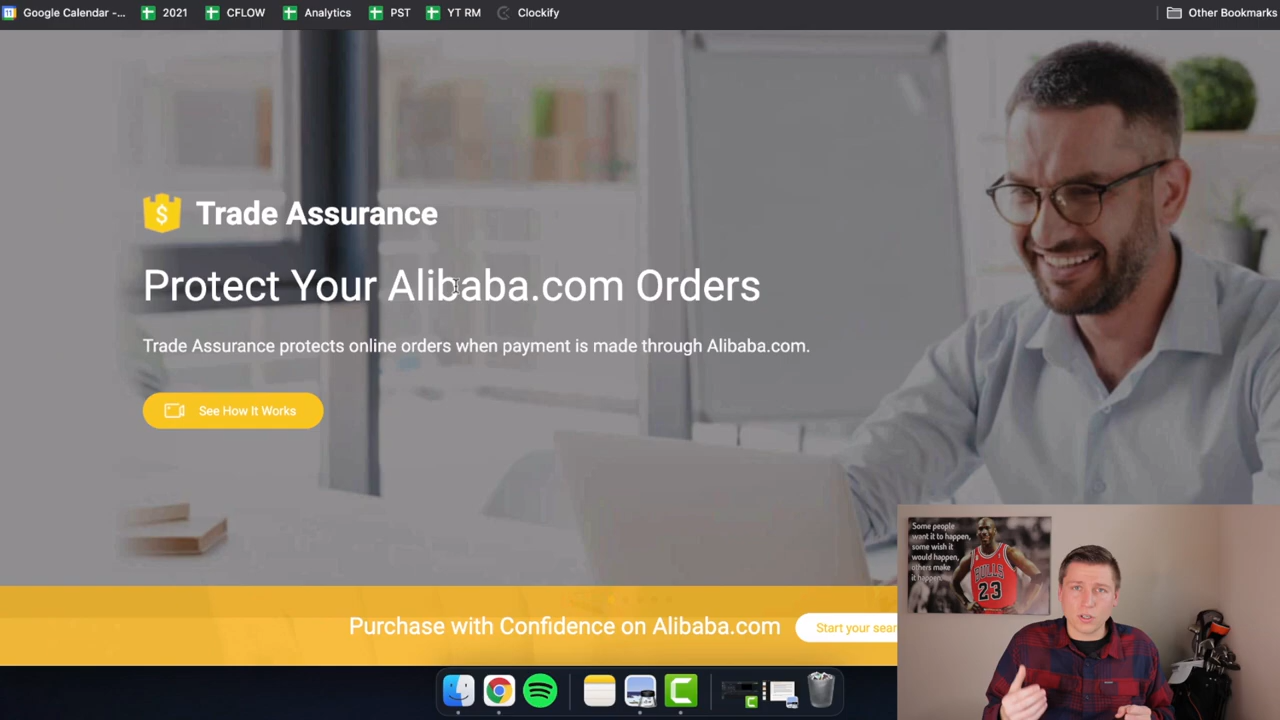 Google Calendar -...
2021
CFLOW
Analytics
PST
YT RM
Clockify
Other Bookmarks
$
Trade Assurance
Protect Your Alibaba.com Orders
Trade Assurance protects online orders when payment is made through Alibaba.com.
See How It Works
Purchase with Confidence on Alibaba.com
Start your sear
Some people
want it to happen,
some wish it
would happen,
others make
it happen.
BULLS
23